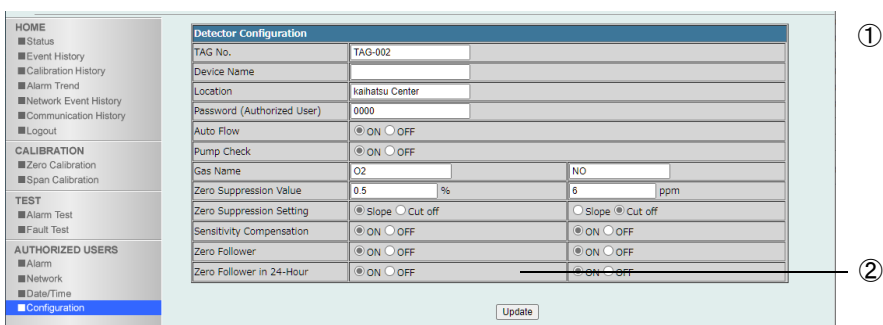 HOME
■Status
■Event History
■Calibration History
■Alarm Trend
■Network Event History
■Communication History
■Logout
CALIBRATION
■Zero Calibration
■Span Calibration
TEST
■Alarm Test
■Fault Test
AUTHORIZED USERS
■Alarm
■Network
■Date/Time
■Configuration
Detector Configuration
TAG No. TAG-002
Device Name
Location kaihatsu Center
Password (Authorized User) 0000
Auto Flow ON OFF
Pump Check ON OFF
Gas Name O2 NO
Zero Suppression Value 0.5 % 6 ppm
Zero Suppression Setting Slope Cut off Slope Cut off
Sensitivity Compensation ON OFF ON OFF
Zero Follower ON OFF ON OFF
Zero Follower in 24-Hour ON OFF ON OFF
Update
①
②